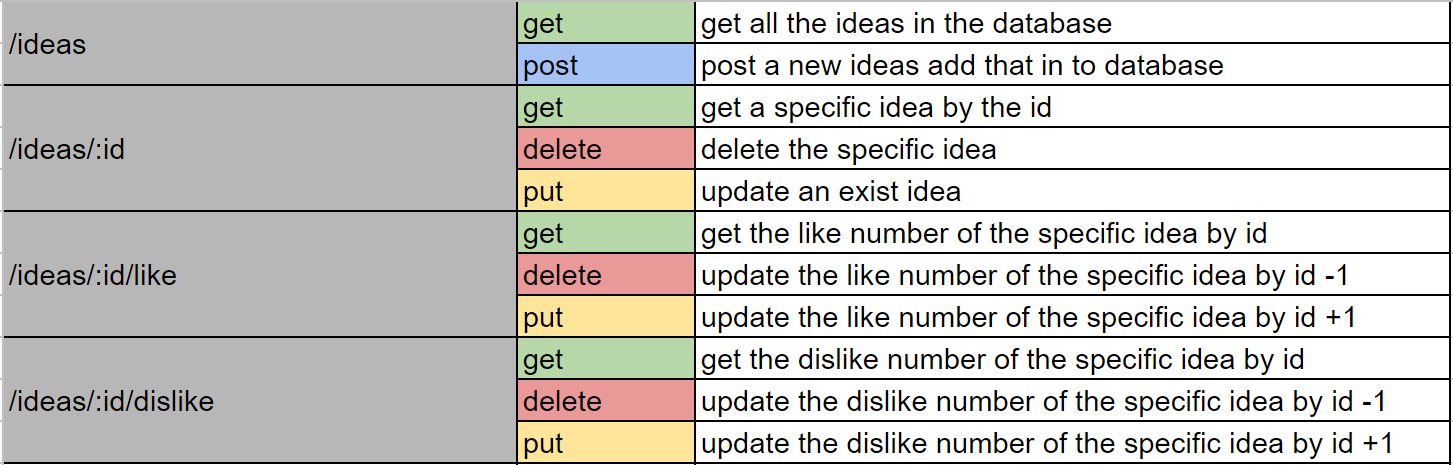 /ideas
get
get all the ideas in the database
post
post a new ideas add that in to database
/ideas/:id
get
get a specific idea by the id
delete
delete the specific idea
put
update an exist idea
/ideas/:id/like
get
get the like number of the specific idea by id
delete
update the like number of the specific idea by id -1
put
update the like number of the specific idea by id +1
/ideas/:id/dislike
get
get the dislike number of the specific idea by id
delete
update the dislike number of the specific idea by id -1
put
update the dislike number of the specific idea by id +1